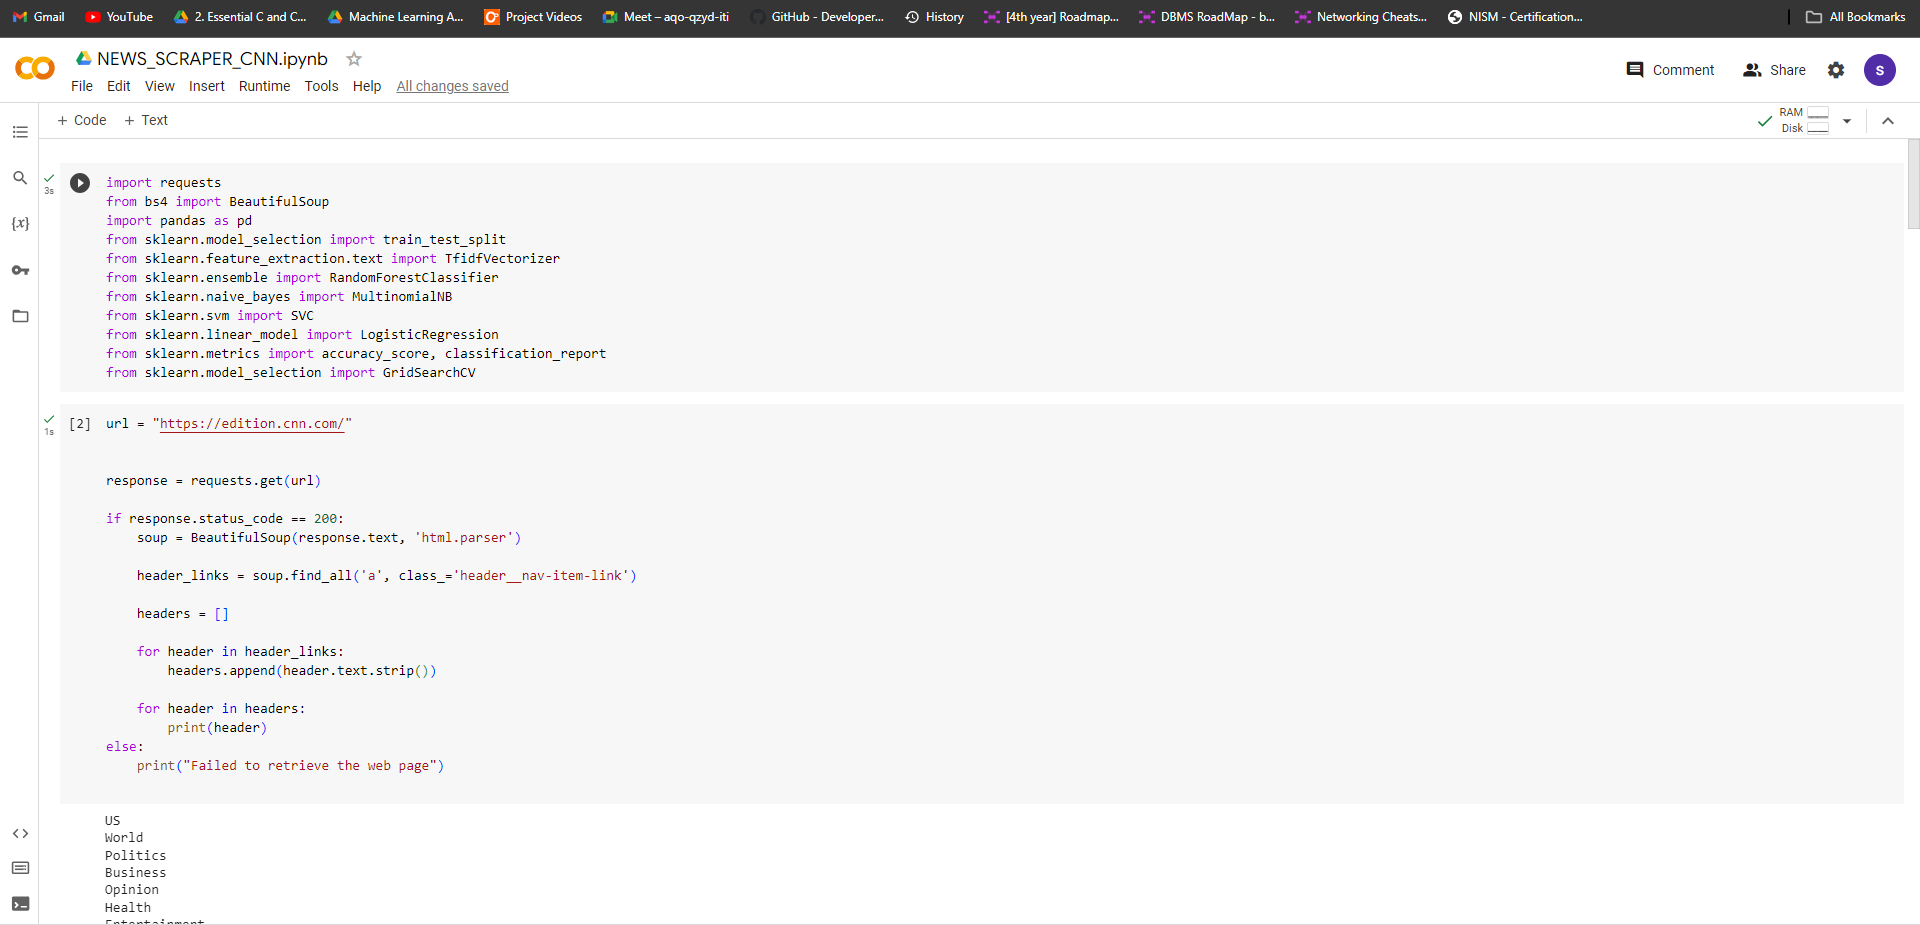 Gmail YouTube 2. Essential C and C... Machine Learning A... Project Videos Meet – aqo-qzyd-iti GitHub - Developer... History [4th year] Roadmap... DBMS RoadMap - b... Networking Cheats... NISM - Certification... All Bookmarks
NEWS_SCRAPER_CNN.ipynb
File Edit View Insert Runtime Tools Help All changes saved
Comment Share S
+ Code + Text
RAM
Disk
3s
import requests
from bs4 import BeautifulSoup
import pandas as pd
from sklearn.model_selection import train_test_split
from sklearn.feature_extraction.text import TfidfVectorizer
from sklearn.ensemble import RandomForestClassifier
from sklearn.naive_bayes import MultinomialNB
from sklearn.svm import SVC
from sklearn.linear_model import LogisticRegression
from sklearn.metrics import accuracy_score, classification_report
from sklearn.model_selection import GridSearchCV
1s
[2] url = "https://edition.cnn.com/"
response = requests.get(url)
if response.status_code == 200:
    soup = BeautifulSoup(response.text, 'html.parser')
    header_links = soup.find_all('a', class_='header__nav-item-link')
    headers = []
    for header in header_links:
        headers.append(header.text.strip())
    for header in headers:
        print(header)
else:
    print("Failed to retrieve the web page")
US
World
Politics
Business
Opinion
Health
Entertainment